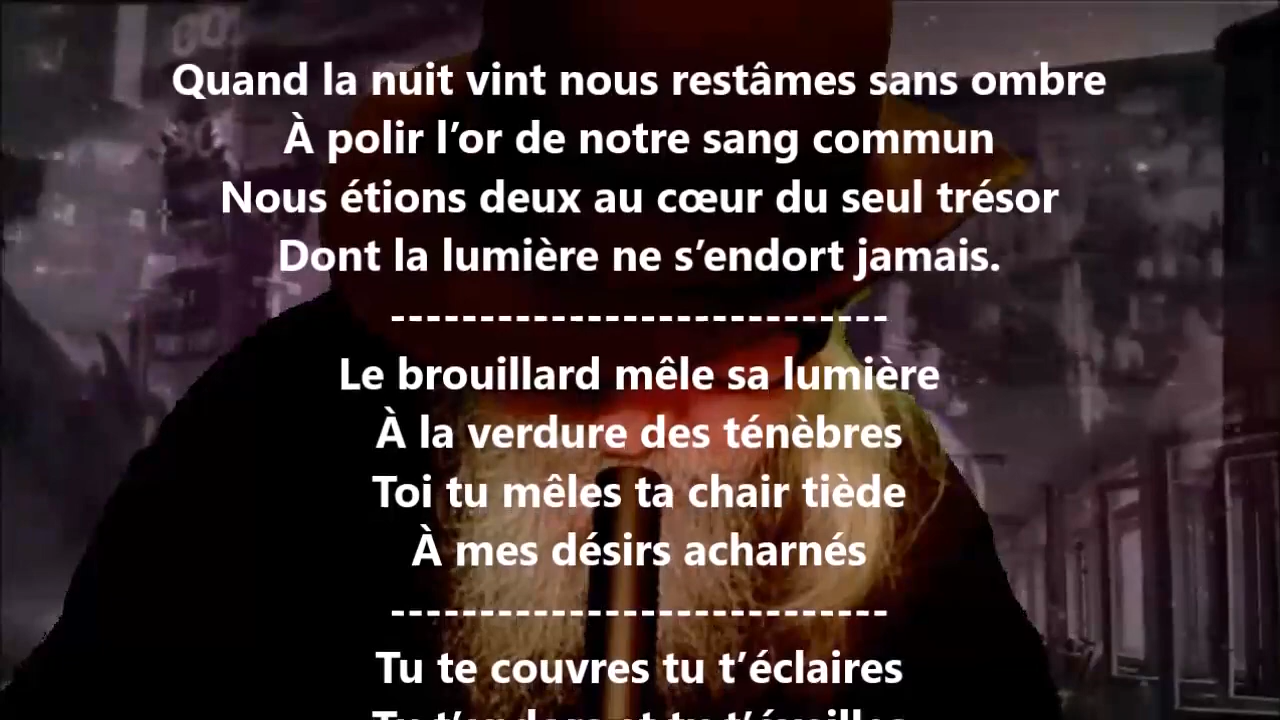 Quand la nuit vint nous restâmes sans ombre
À polir l’or de notre sang commun
Nous étions deux au cœur du seul trésor
Dont la lumière ne s’endort jamais.
----------------------------
Le brouillard mêle sa lumière
À la verdure des ténèbres
Toi tu mêles ta chair tiède
À mes désirs acharnés
----------------------------
Tu te couvres tu t’éclaires